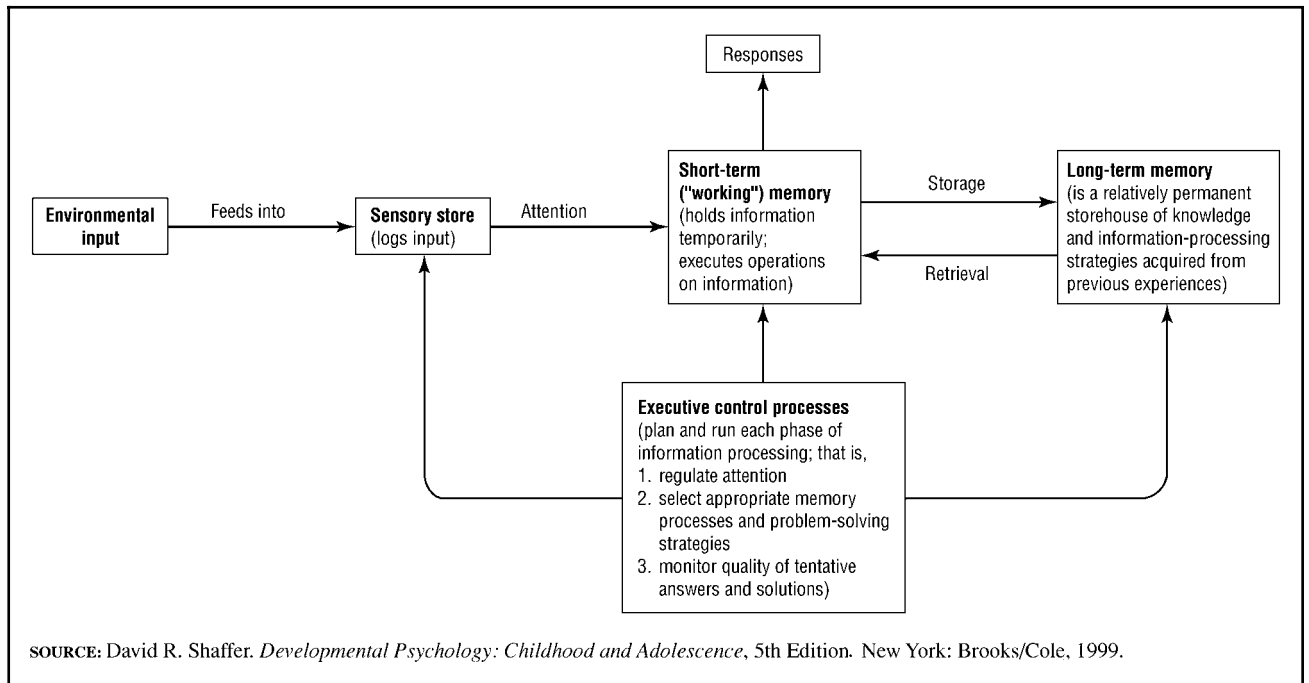 Responses
Environmental
input
Feeds into
Sensory store
(logs input)
Attention
Short-term
("working") memory
(holds information
temporarily;
executes operations
on information)
Storage
Retrieval
Long-term memory
(is a relatively permanent
storehouse of knowledge
and information-processing
strategies acquired from
previous experiences)
Executive control processes
(plan and run each phase of
information processing; that is,
1. regulate attention
2. select appropriate memory
processes and problem-solving
strategies
3. monitor quality of tentative
answers and solutions)
SOURCE: David R. Shaffer. Developmental Psychology: Childhood and Adolescence, 5th Edition. New York: Brooks/Cole, 1999.